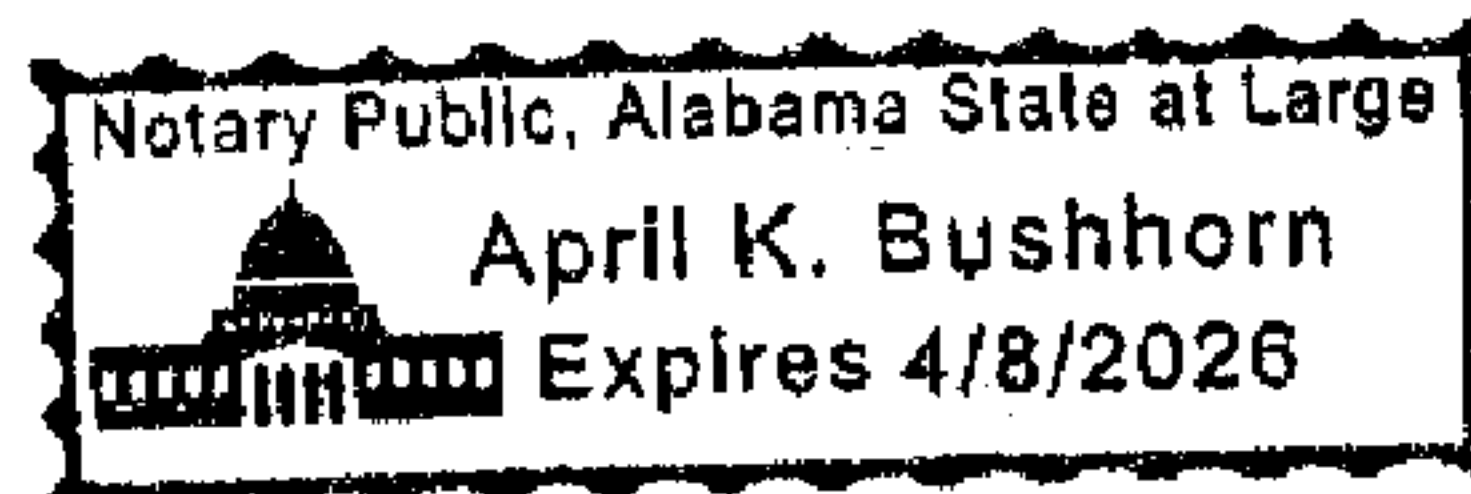 Notary Public, Alabama State at Large
April K. Bushhorn
Expires 4/8/2026